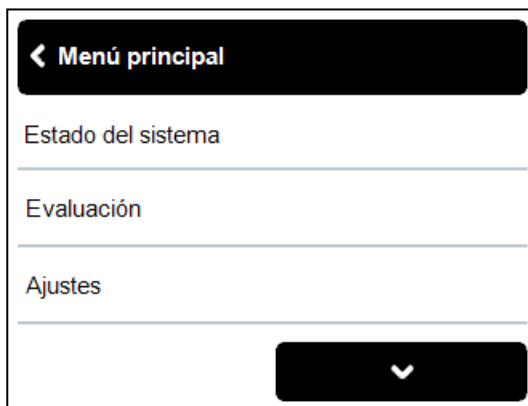 Menú principal
Estado del sistema
Evaluación
Ajustes